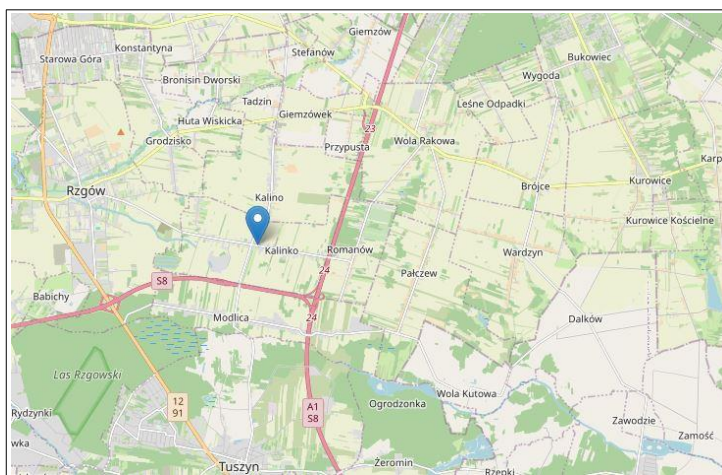 Giemzów
Konstantyna
Stefanów
Starowa Góra
Bukowiec
Bronisin Dworski
Wygoda
Tadzin
Leśne Odpadki
Huta Wiskicka
Giemzówek
23
Grodzisko
Przypusta
Wola Rakowa
Karp
Rzgów
Brójce
Kurowice
Kalino
Kurowice Kościelne
Kalinko
Romanów
Wardzyn
24
Pałczew
S8
Babichy
Modlica
24
Dalków
Las Rzgowski
Wola Kutowa
12
91
A1
S8
Ogrodzonka
Rydzynki
Zawodzie
Zamość
wka
Tuszyn
Żeromin
Rzepki